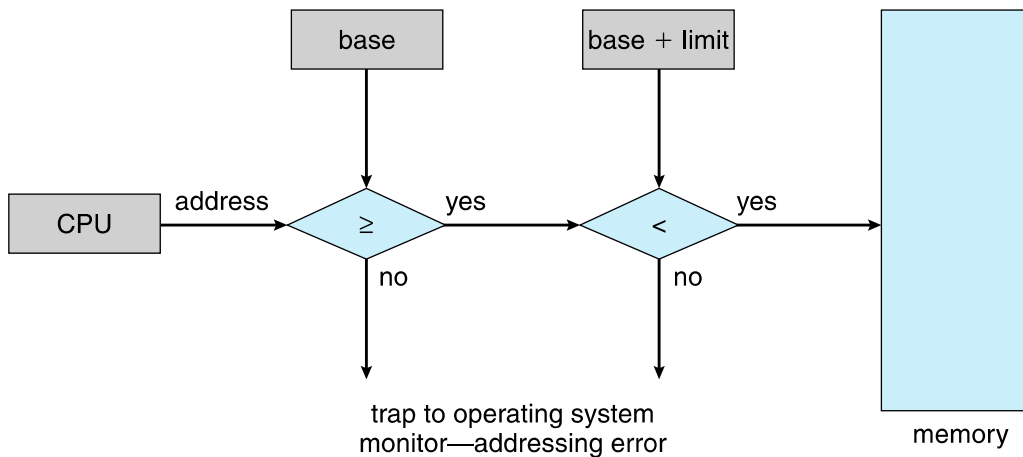 base
base + limit
CPU
address
≥
yes
<
yes
no
no
trap to operating system
monitor—addressing error
memory